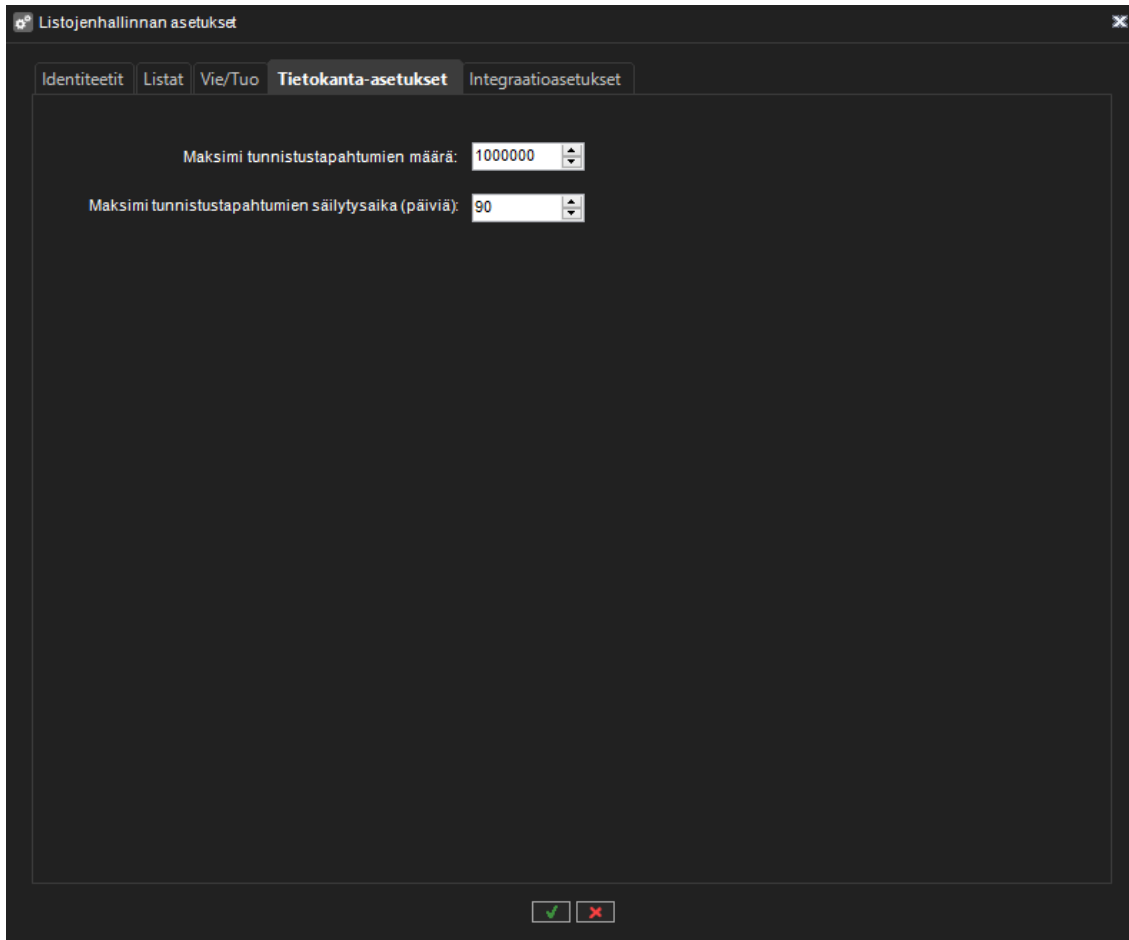 Listojenhallinnan asetukset
Identiteetit Listat Vie/Tuo Tietokanta-asetukset Integraatioasetukset
Maksimi tunnistustapahtumien määrä: 1000000
Maksimi tunnistustapahtumien säilytysaika (päiviä): 90